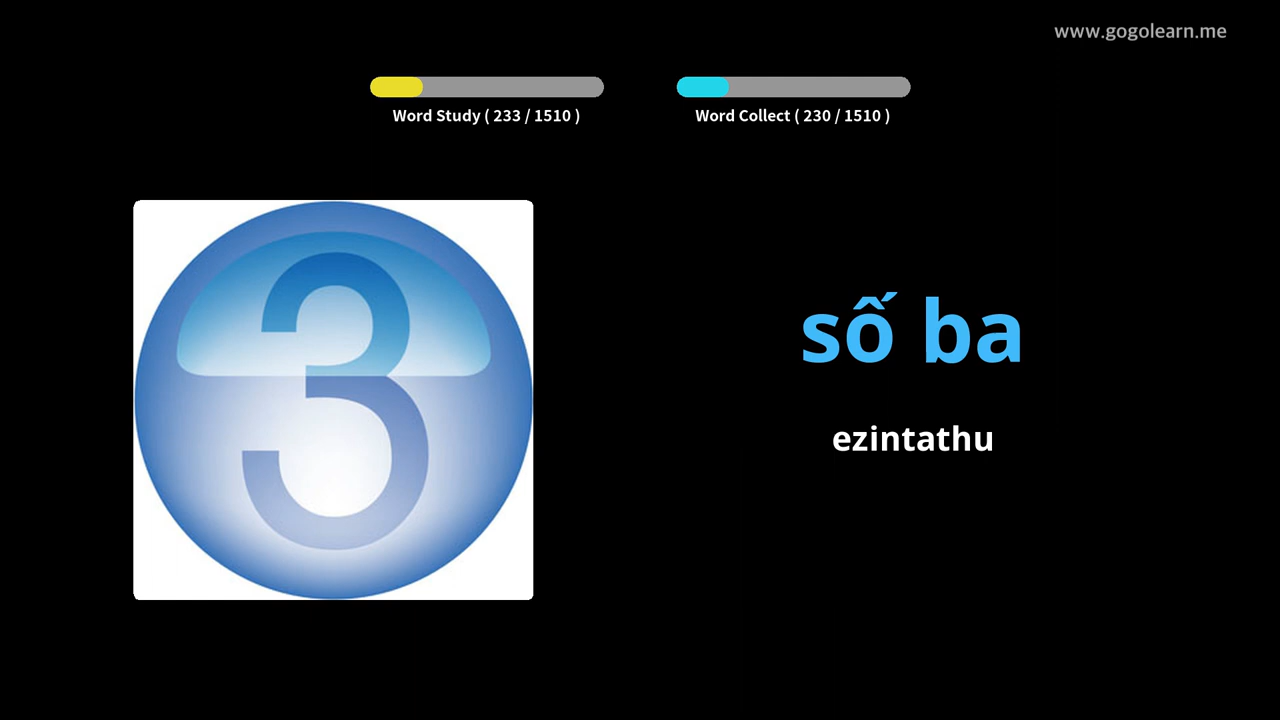 www.gogolearn.me
Word Study ( 233 / 1510 )
Word Collect ( 230 / 1510 )
3
số ba
ezintathu